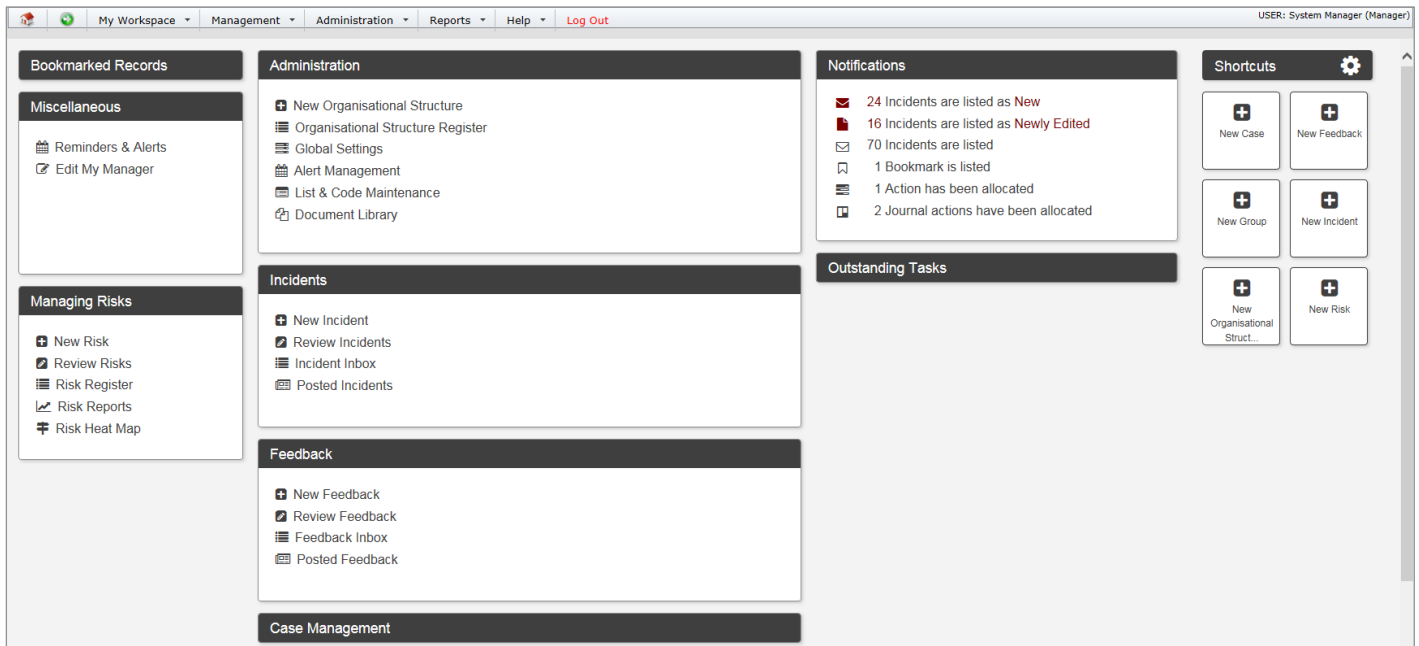 My Workspace Management Administration Reports Help Log Out
USER: System Manager (Manager)
Bookmarked Records
Miscellaneous
Reminders & Alerts
Edit My Manager
Managing Risks
New Risk
Review Risks
Risk Register
Risk Reports
Risk Heat Map
Administration
New Organisational Structure
Organisational Structure Register
Global Settings
Alert Management
List & Code Maintenance
Document Library
Incidents
New Incident
Review Incidents
Incident Inbox
Posted Incidents
Feedback
New Feedback
Review Feedback
Feedback Inbox
Posted Feedback
Case Management
Notifications
24 Incidents are listed as New
16 Incidents are listed as Newly Edited
70 Incidents are listed
1 Bookmark is listed
1 Action has been allocated
2 Journal actions have been allocated
Outstanding Tasks
Shortcuts
New Case
New Feedback
New Group
New Incident
New
Organisational
Struct...
New Risk